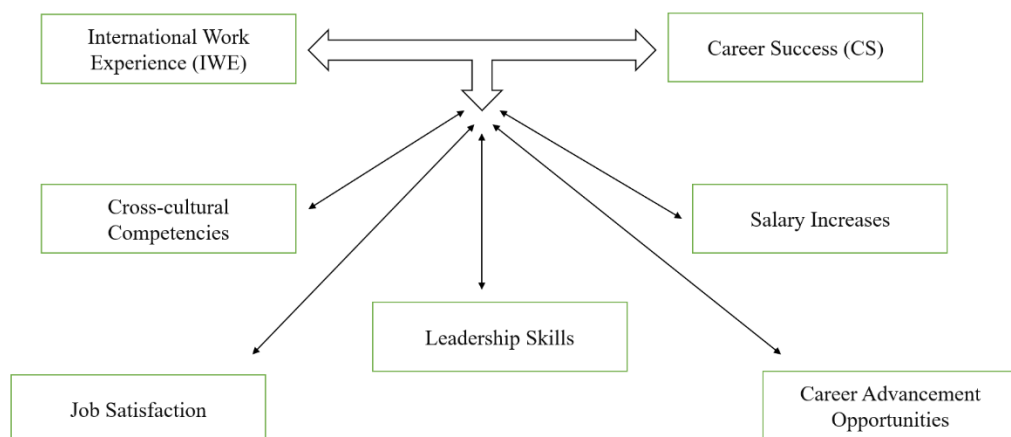 International Work
Experience (IWE)
Career Success (CS)
Cross-cultural
Competencies
Salary Increases
Leadership Skills
Job Satisfaction
Career Advancement
Opportunities